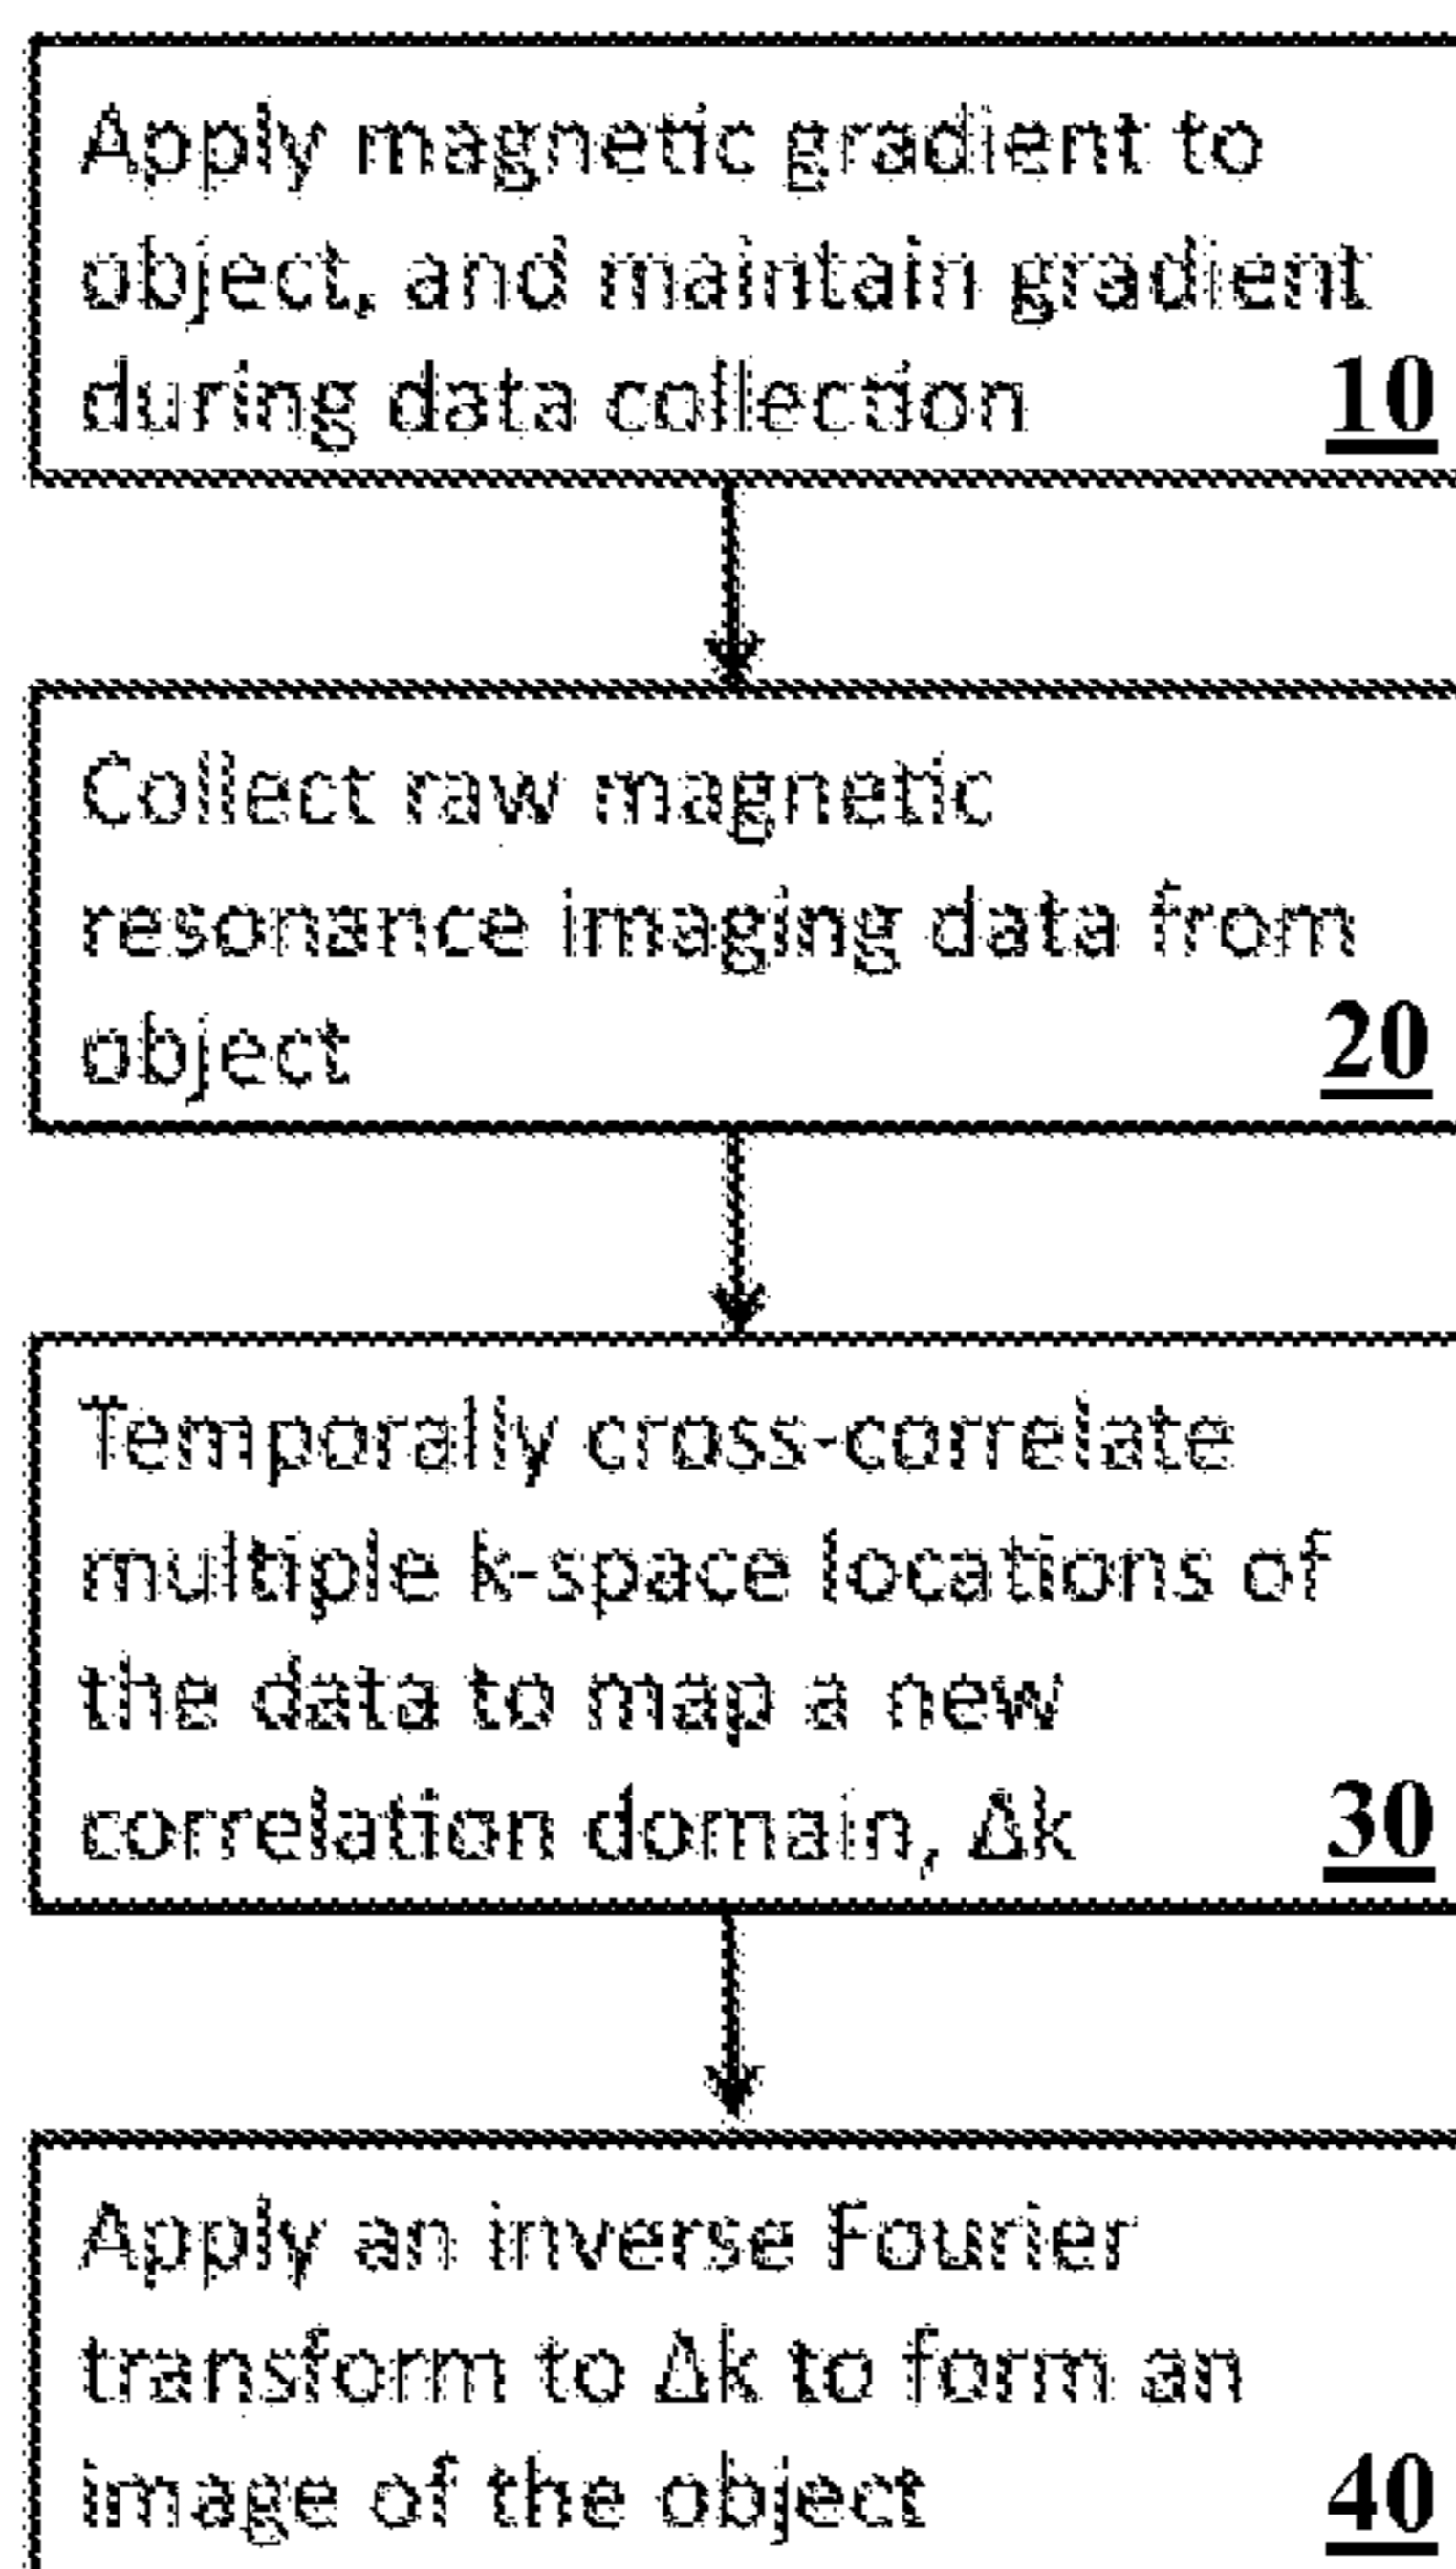 Apply magnetic gradient to
object, and maintain gradient
during data collection
10
Collect raw magnetic
resonance imaging data from
object
20
Temporally cross-correlate
multiple k-space locations of
the data to map a new
correlation domain, Δk
30
Apply an inverse Fourier
transform to Δk to form an
image of the object
40